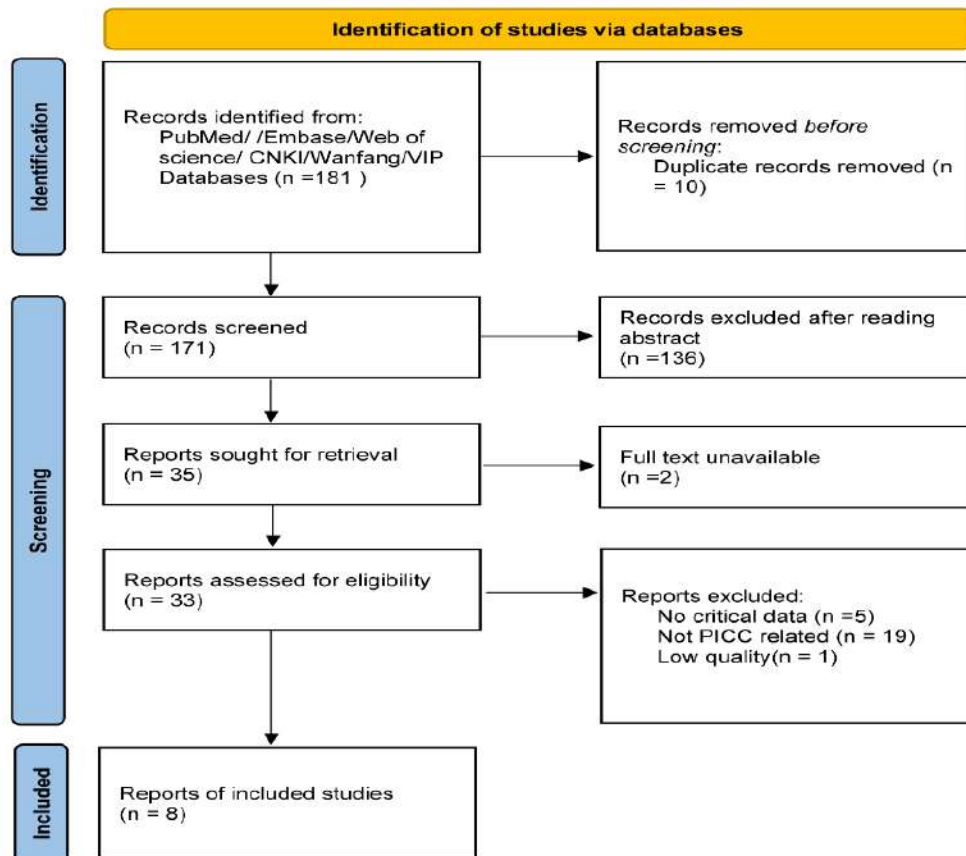 Identification of studies via databases
Identification
Records identified from:
PubMed/ /Embase/Web of
science/ CNKI/Wanfang/VIP
Databases (n =181 )
Records removed before
screening:
Duplicate records removed (n
= 10)
Screening
Records screened
(n = 171)
Records excluded after reading
abstract
(n =136)
Reports sought for retrieval
(n = 35)
Full text unavailable
(n =2)
Reports assessed for eligibility
(n = 33)
Reports excluded:
No critical data (n =5)
Not PICC related (n = 19)
Low quality(n = 1)
Included
Reports of included studies
(n = 8)